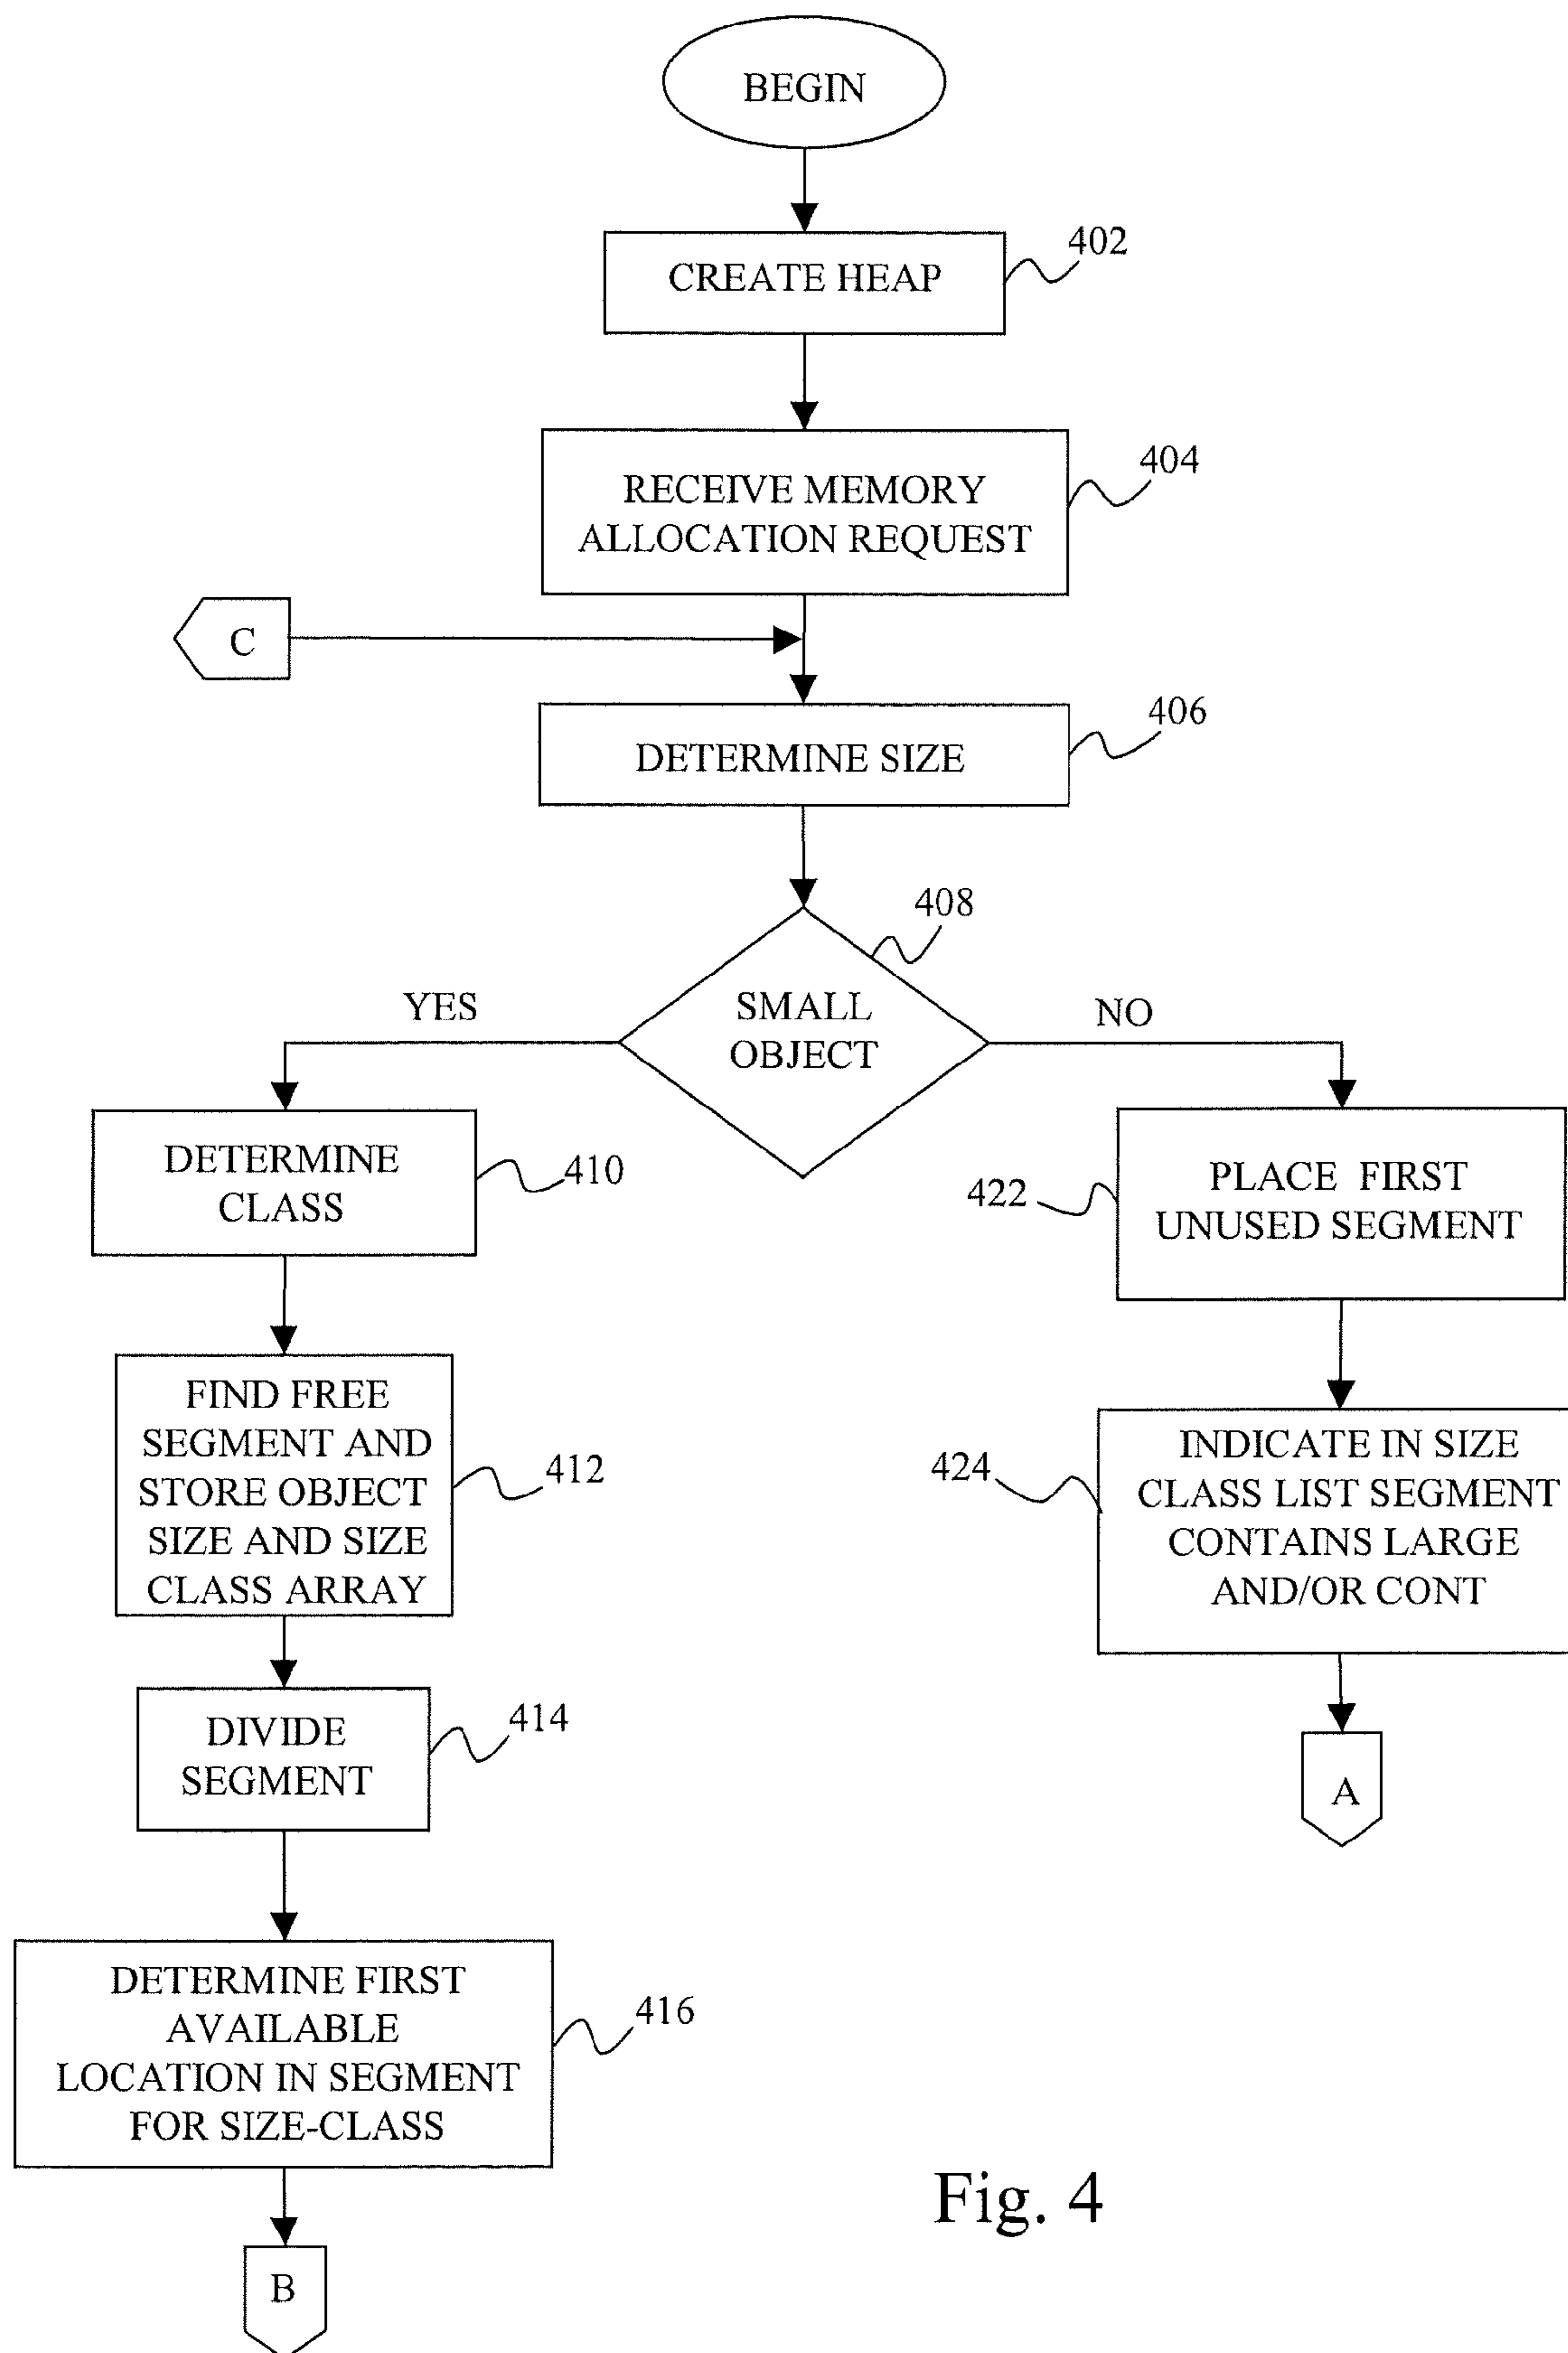 BEGIN
CREATE HEAP
402
RECEIVE MEMORY
ALLOCATION REQUEST
404
C
DETERMINE SIZE
406
408
SMALL
OBJECT
YES
NO
DETERMINE
CLASS
410
FIND FREE
SEGMENT AND
STORE OBJECT
SIZE AND SIZE
CLASS ARRAY
412
DIVIDE
SEGMENT
414
DETERMINE FIRST
AVAILABLE
LOCATION IN SEGMENT
FOR SIZE-CLASS
416
B
PLACE FIRST
UNUSED SEGMENT
422
INDICATE IN SIZE
CLASS LIST SEGMENT
CONTAINS LARGE
AND/OR CONT
424
A
Fig. 4